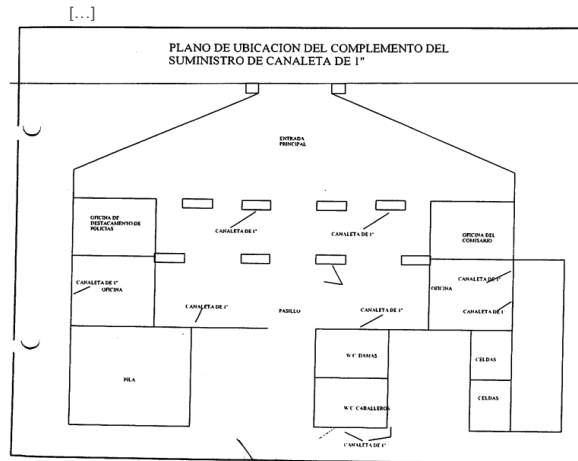 [...]
PLANO DE UBICACION DEL COMPLEMENTO DEL
SUMINISTRO DE CANALETA DE 1"
ENTRADA
PRINCIPAL
OFICINA DE
DESTACAMENTO DE
POLICIAS
CANALETA DE 1"
CANALETA DE 1"
OFICINA DEL
COMISARIO
CANALETA DE 1"
OFICINA
CANALETA DE 1"
OFICINA
CANALETA DE 1"
PASILLO
CANALETA DE 1"
CANALETA DE 1"
W.C DAMAS
CELDAS
PILA
W.C CABALLEROS
CELDAS
CANALETA DE 1"